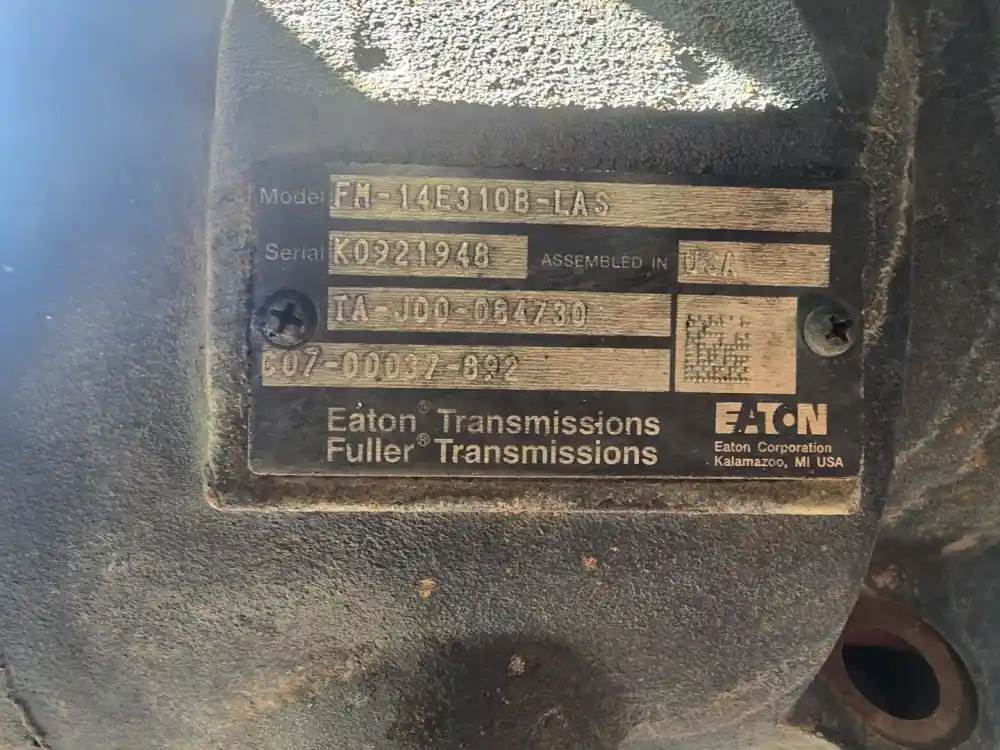 Model FM-14E310B-LAS
Serial K0921948 ASSEMBLED IN USA
TA-J00-084730
C07-00037-892
Eaton® Transmissions
Fuller® Transmissions
EATON
Eaton Corporation
Kalamazoo, MI USA